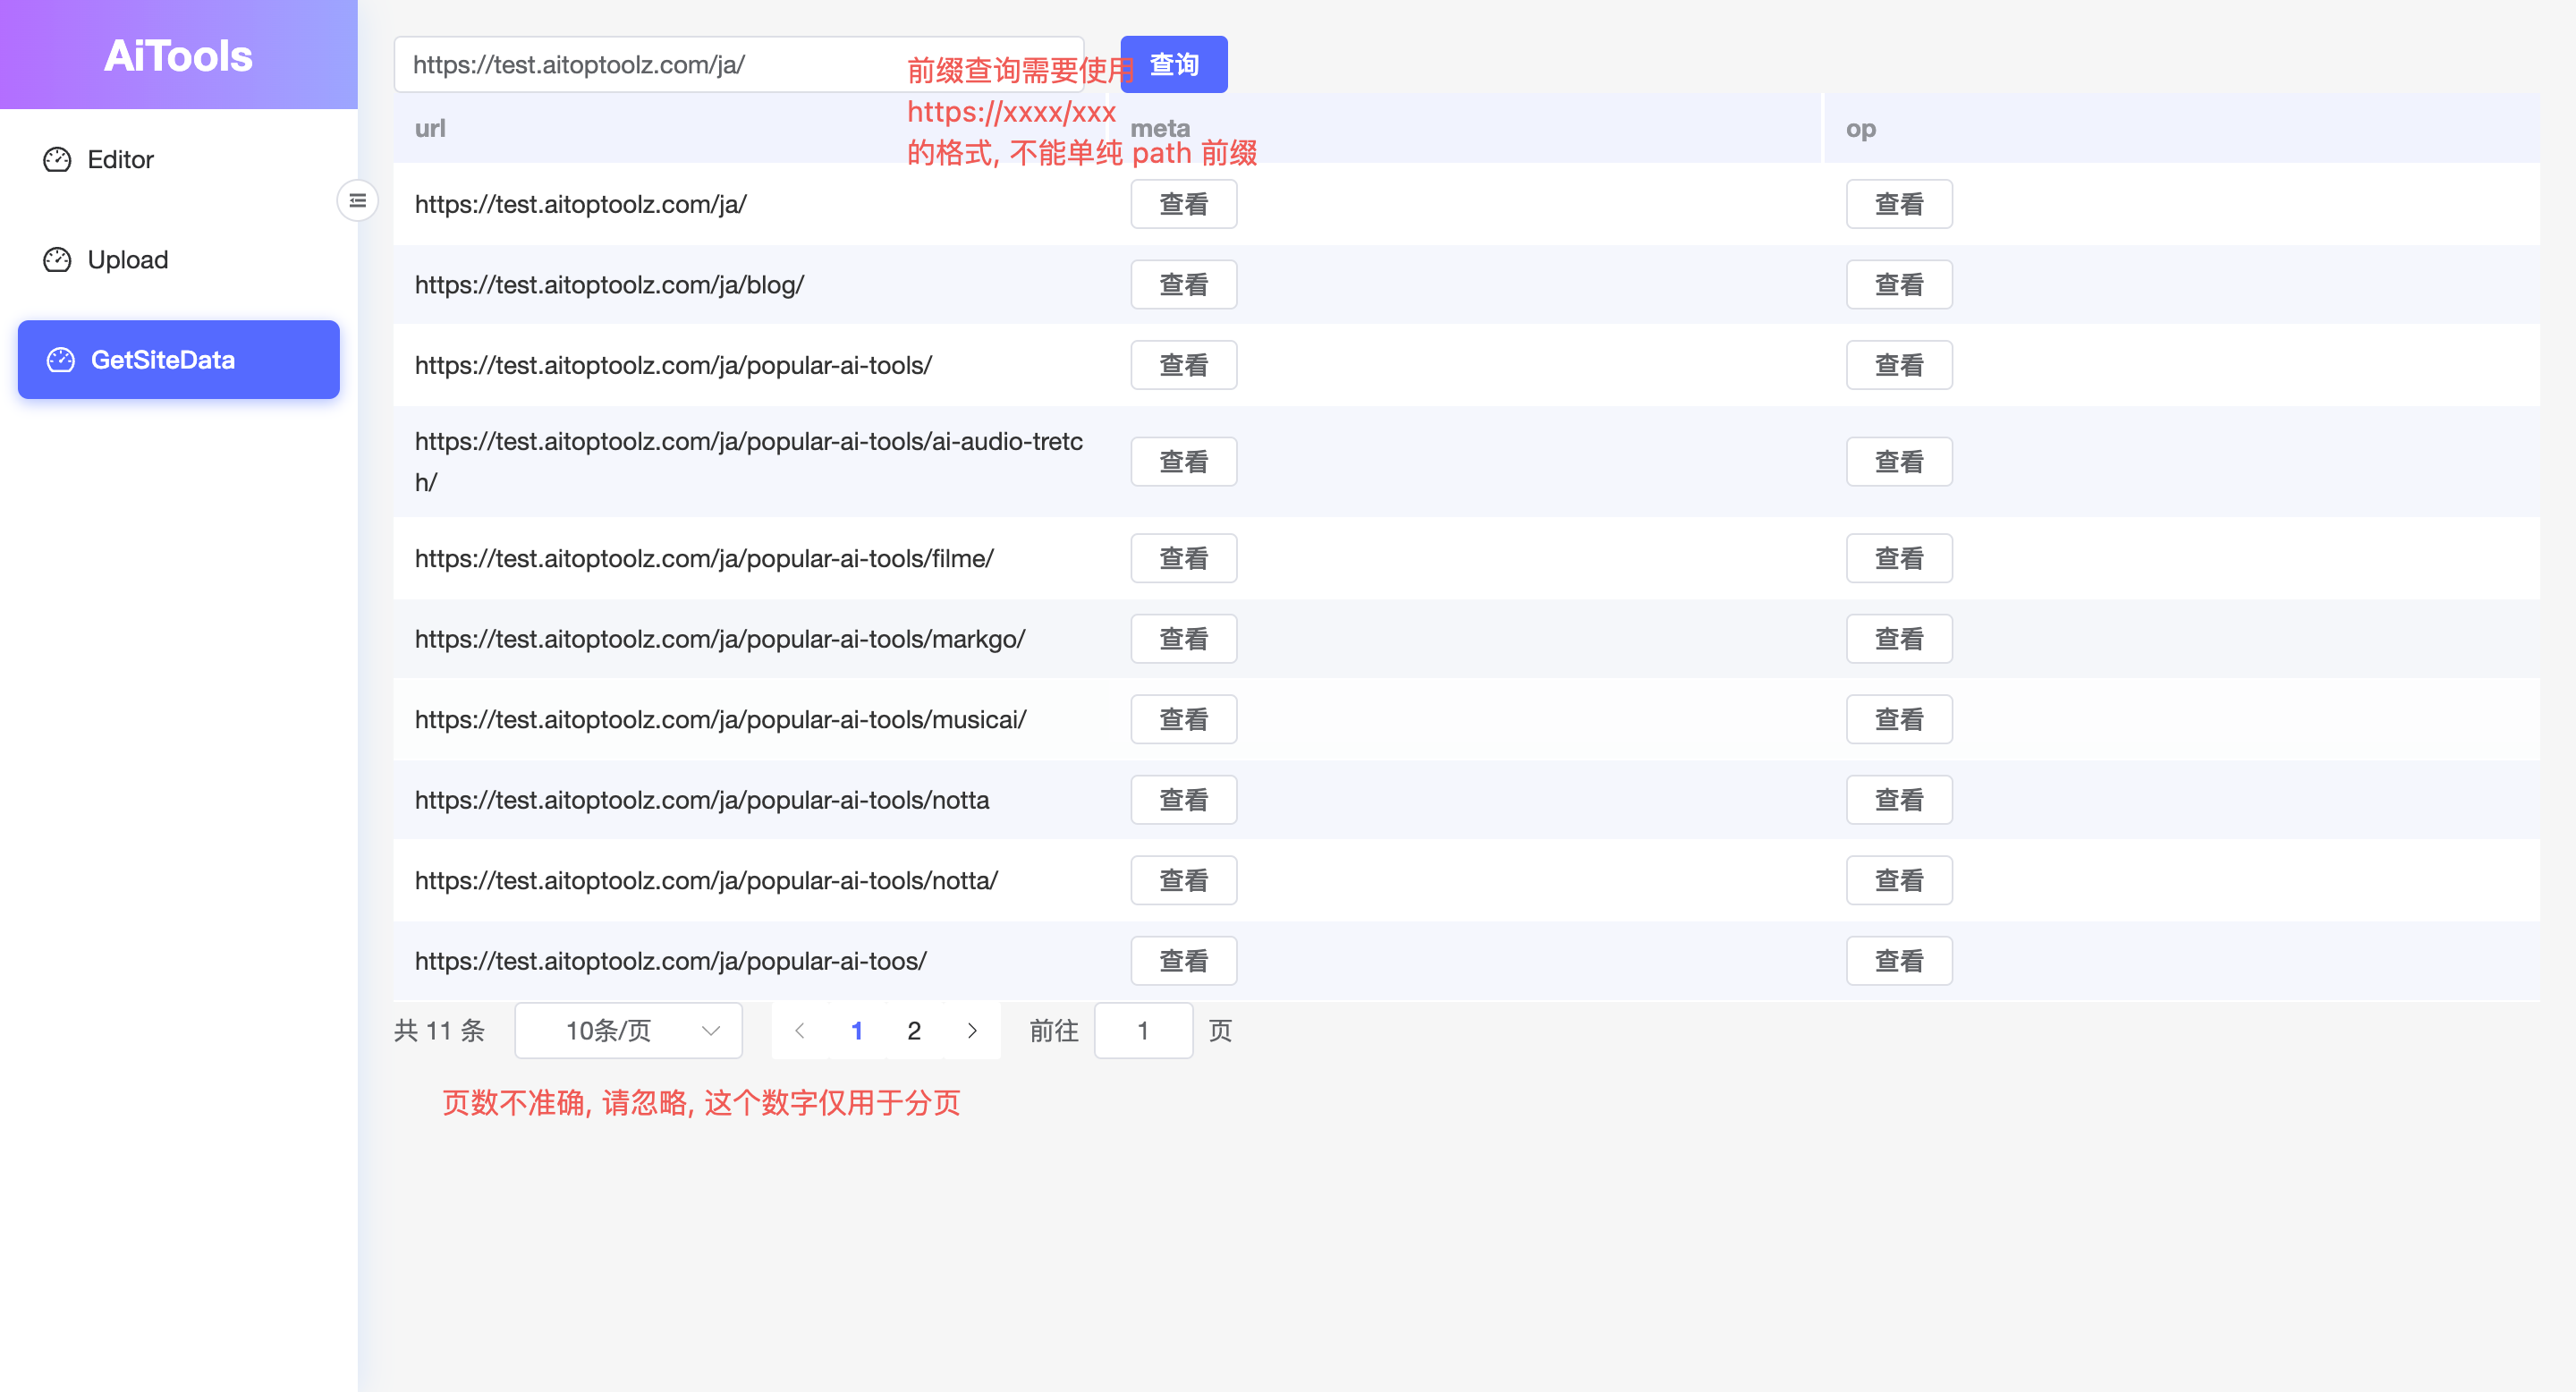 AiTools
Editor
Upload
GetSiteData
https://test.aitoptoolz.com/ja/
查询
前缀查询需要使用
https://xxxx/xxx
的格式, 不能单纯 path 前缀
url
meta
op
https://test.aitoptoolz.com/ja/
查看
查看
https://test.aitoptoolz.com/ja/blog/
查看
查看
https://test.aitoptoolz.com/ja/popular-ai-tools/
查看
查看
https://test.aitoptoolz.com/ja/popular-ai-tools/ai-audio-tretc
h/
查看
查看
https://test.aitoptoolz.com/ja/popular-ai-tools/filme/
查看
查看
https://test.aitoptoolz.com/ja/popular-ai-tools/markgo/
查看
查看
https://test.aitoptoolz.com/ja/popular-ai-tools/musicai/
查看
查看
https://test.aitoptoolz.com/ja/popular-ai-tools/notta
查看
查看
https://test.aitoptoolz.com/ja/popular-ai-tools/notta/
查看
查看
https://test.aitoptoolz.com/ja/popular-ai-toos/
查看
查看
共 11 条
10条/页
1
2
前往
1
页
页数不准确, 请忽略, 这个数字仅用于分页